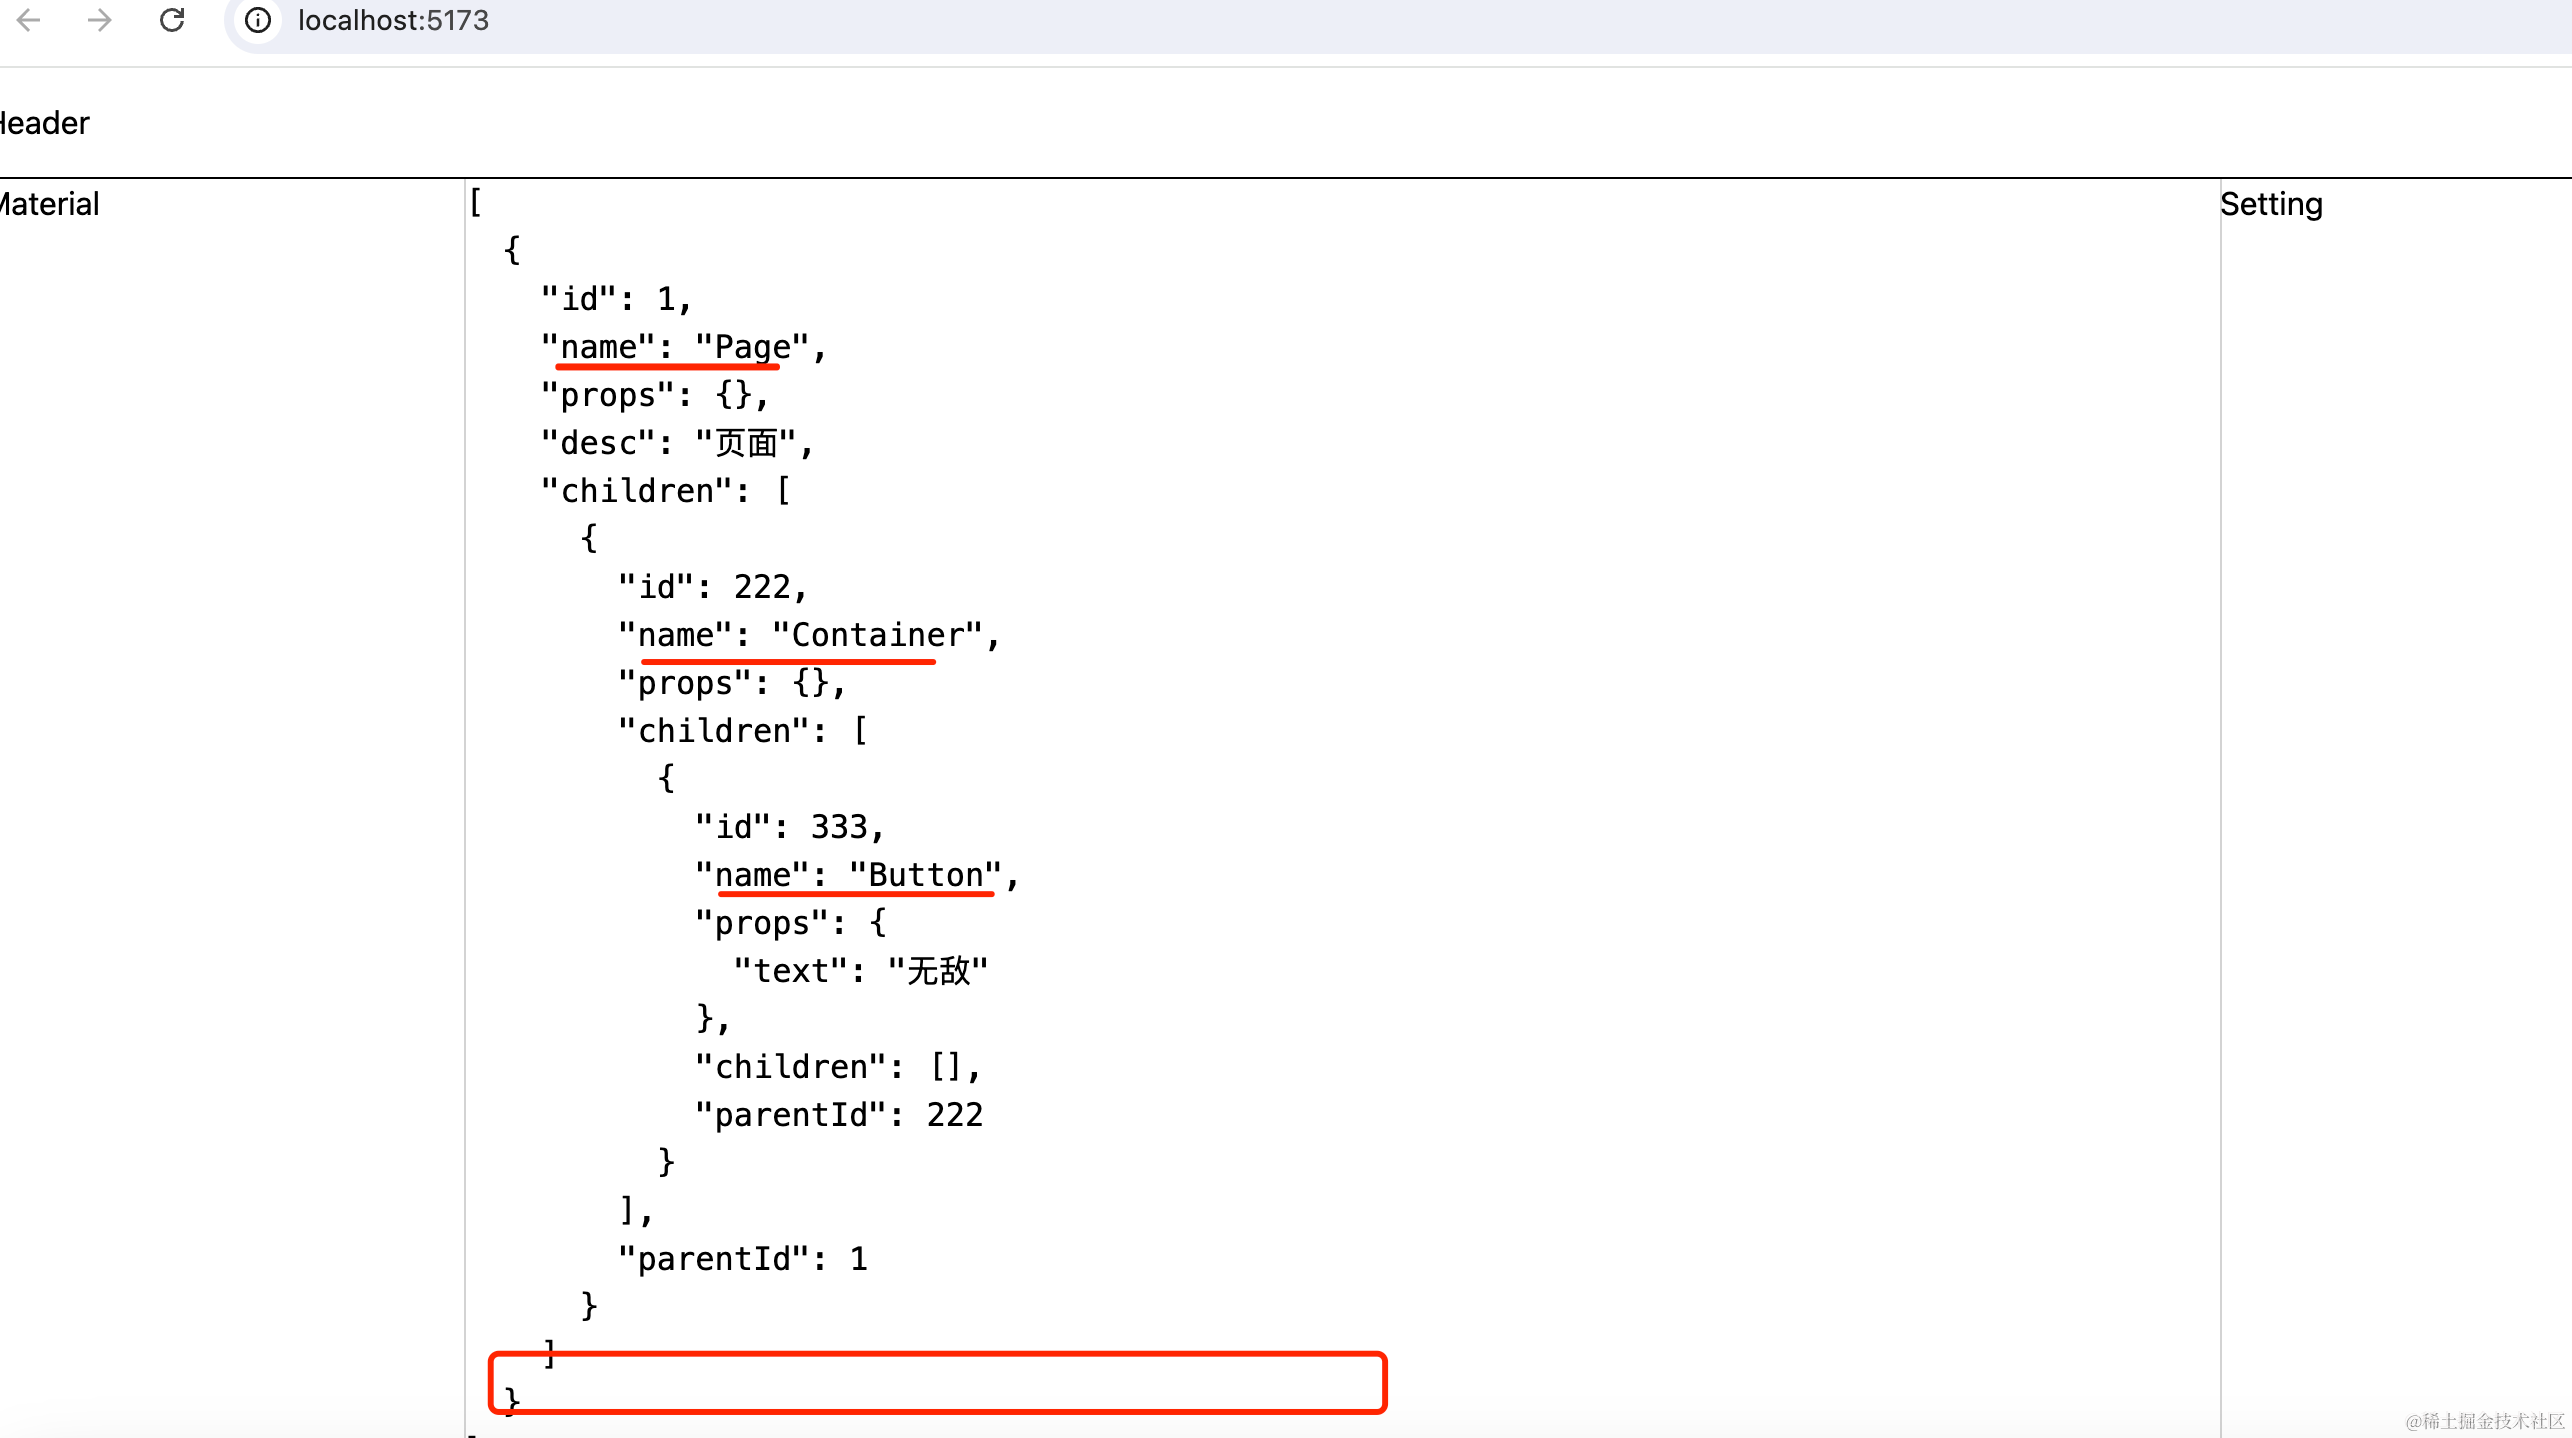 localhost:5173
Header
Material
[
  {
    "id": 1,
    "name": "Page",
    "props": {},
    "desc": "页面",
    "children": [
      {
        "id": 222,
        "name": "Container",
        "props": {},
        "children": [
          {
            "id": 333,
            "name": "Button",
            "props": {
              "text": "无敌"
            },
            "children": [],
            "parentId": 222
          }
        ],
        "parentId": 1
      }
    ]
  }
Setting
@稀土掘金技术社区